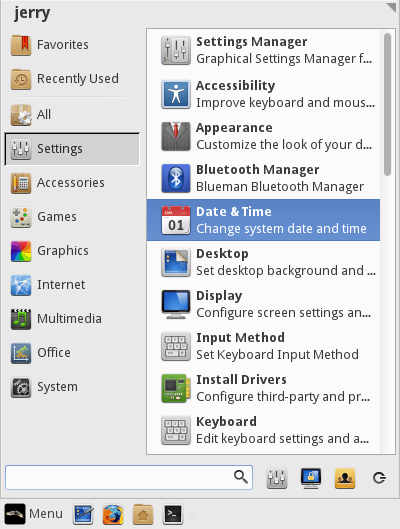 jerry
Favorites
Recently Used
All
Settings
Accessories
Games
Graphics
Internet
Multimedia
Office
System
Settings Manager
Graphical Settings Manager f...
Accessibility
Improve keyboard and mous...
Appearance
Customize the look of your d...
Bluetooth Manager
Blueman Bluetooth Manager
JAN
01
Date & Time
Change system date and time
Desktop
Set desktop background and ...
Display
Configure screen settings an...
Input Method
Set Keyboard Input Method
Install Drivers
Configure third-party and pr...
Keyboard
Edit keyboard settings and a...
Menu